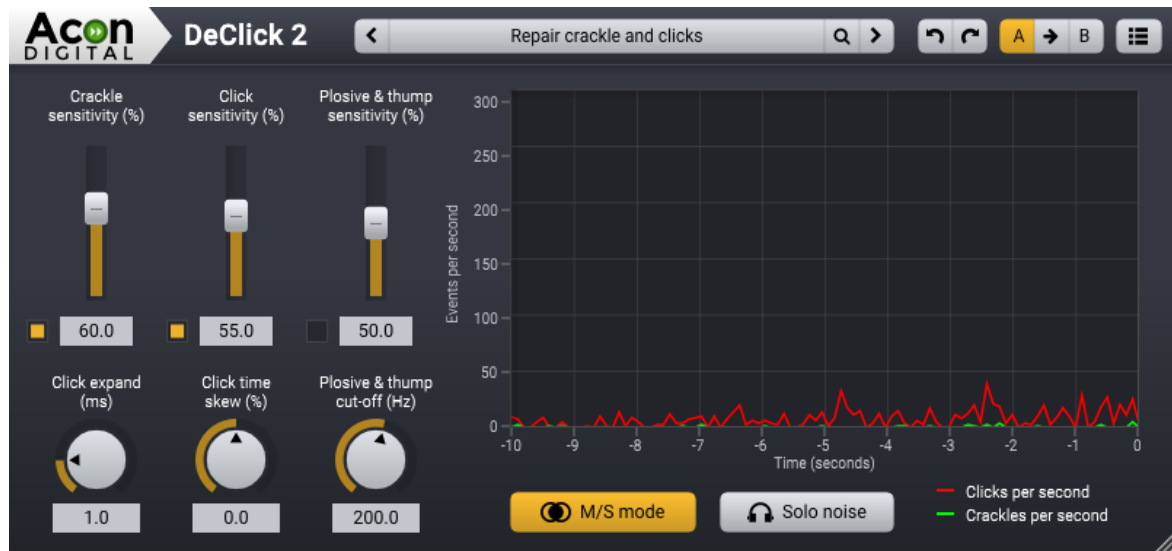 Acon
DIGITAL
DeClick 2
Repair crackle and clicks
A
B
Crackle
sensitivity (%)
Click
sensitivity (%)
Plosive & thump
sensitivity (%)
60.0
55.0
50.0
Click expand
(ms)
Click time
skew (%)
Plosive & thump
cut-off (Hz)
1.0
0.0
200.0
Events per second
300
250
200
150
100
50
0
-10 -9 -8 -7 -6 -5 -4 -3 -2 -1 0
Time (seconds)
M/S mode
Solo noise
Clicks per second
Crackles per second